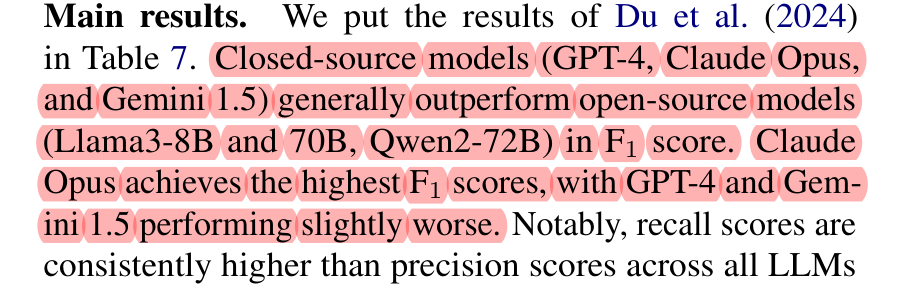 Main results. We put the results of Du et al. (2024)
in Table 7. Closed-source models (GPT-4, Claude Opus,
and Gemini 1.5) generally outperform open-source models
(Llama3-8B and 70B, Qwen2-72B) in F₁ score. Claude
Opus achieves the highest F₁ scores, with GPT-4 and Gem-
ini 1.5 performing slightly worse. Notably, recall scores are
consistently higher than precision scores across all LLMs